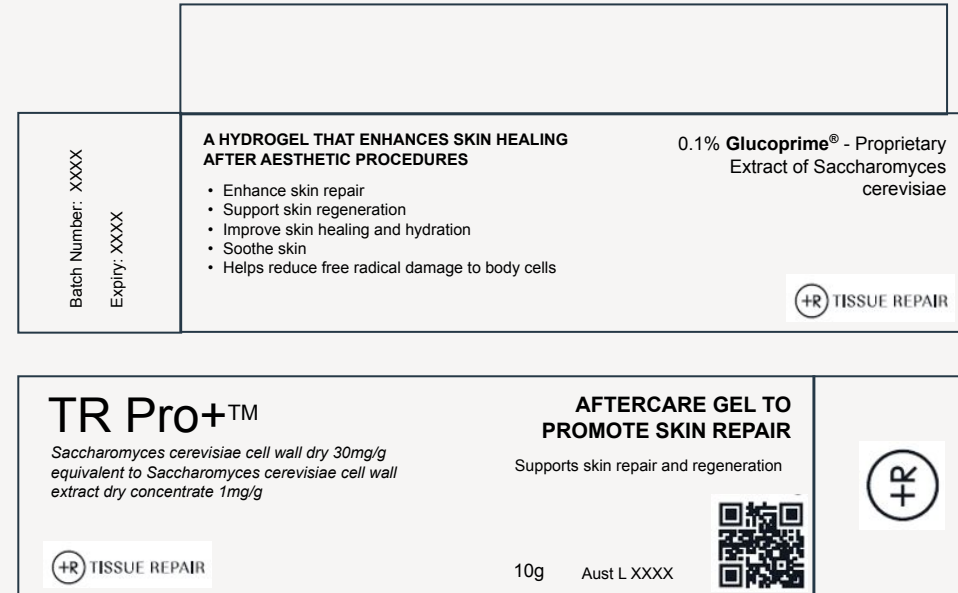 Batch Number: XXXX
Expiry: XXXX
A HYDROGEL THAT ENHANCES SKIN HEALING
AFTER AESTHETIC PROCEDURES
• Enhance skin repair
• Support skin regeneration
• Improve skin healing and hydration
• Soothe skin
• Helps reduce free radical damage to body cells
0.1% Glucoprime® - Proprietary
Extract of Saccharomyces
cerevisiae
+R TISSUE REPAIR
TR Pro+™
Saccharomyces cerevisiae cell wall dry 30mg/g
equivalent to Saccharomyces cerevisiae cell wall
extract dry concentrate 1mg/g
+R TISSUE REPAIR
AFTERCARE GEL TO
PROMOTE SKIN REPAIR
Supports skin repair and regeneration
10g Aust L XXXX
+R